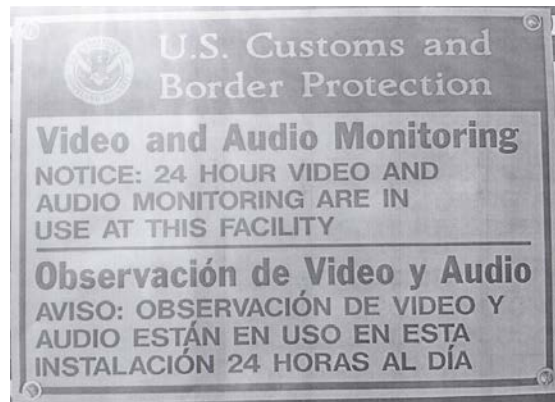 U.S. Customs and
Border Protection
Video and Audio Monitoring
NOTICE: 24 HOUR VIDEO AND
AUDIO MONITORING ARE IN
USE AT THIS FACILITY
Observación de Video y Audio
AVISO: OBSERVACIÓN DE VIDEO Y
AUDIO ESTÁN EN USO EN ESTA
INSTALACIÓN 24 HORAS AL DÍA